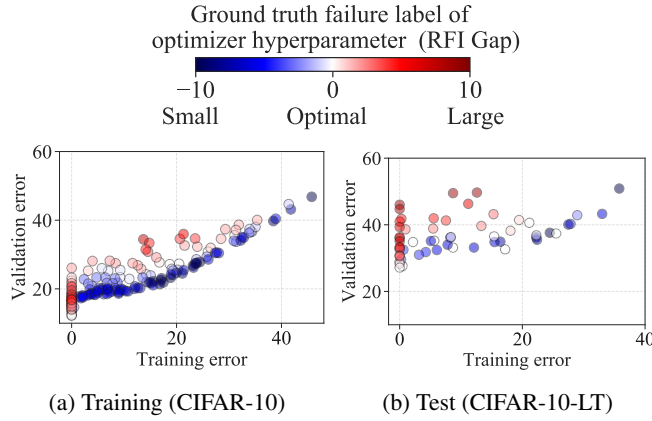 Ground truth failure label of
optimizer hyperparameter (RFI Gap)
−10 0 10
Small Optimal Large
60
40
20
Validation error
0 20 40
Training error
(a) Training (CIFAR-10)
60
40
20
Validation error
0 20 40
Training error
(b) Test (CIFAR-10-LT)